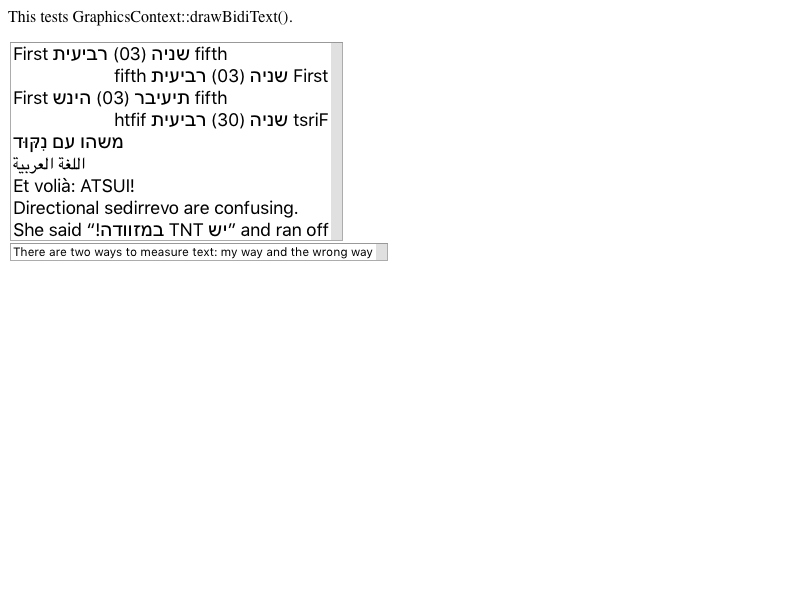 This tests GraphicsContext::drawBidiText().
First שניה (03) רביעית fifth
First שניה (03) רביעית fifth
First תיעיבר (03) הינש fifth
htfif רביעית (30) שניה tsriF
משהו עם נִקּוּד
اللغة العربية
Et volià: ATSUI!
Directional sedirrevo are confusing.
She said “יש TNT במזוודה!” and ran off
There are two ways to measure text: my way and the wrong way